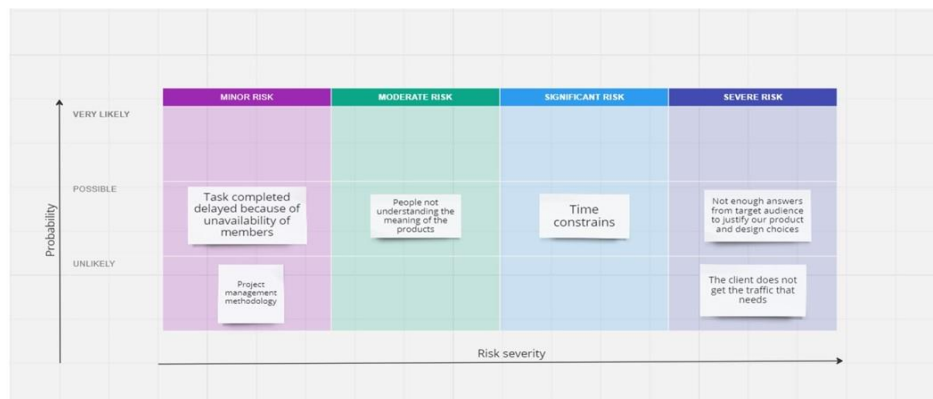 MINOR RISK
MODERATE RISK
SIGNIFICANT RISK
SEVERE RISK
VERY LIKELY
POSSIBLE
Task completed
delayed because of
unavailability of
members
People not
understanding the
meaning of the
products
Time
constrains
Not enough answers
from target audience
to justify our product
and design choices
UNLIKELY
Project
management
methodology
The client does not
get the traffic that
needs
Probability
Risk severity